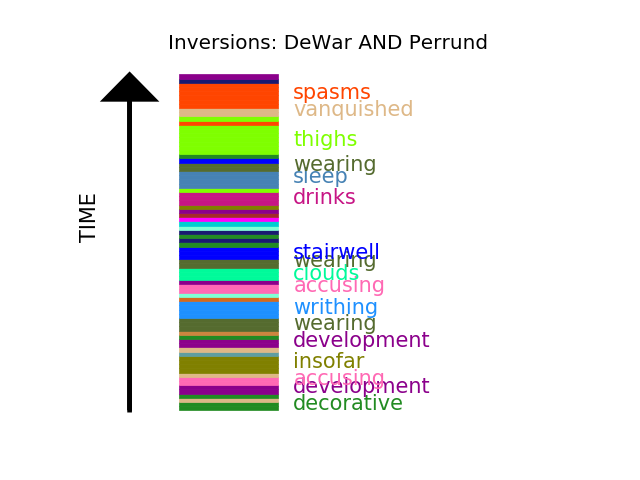 Inversions: DeWar AND Perrund
spasms
vanquished
thighs
wearing
sleep
drinks
stairwell
wearing
clouds
accusing
writhing
wearing
development
insofar
accusing
development
decorative
TIME